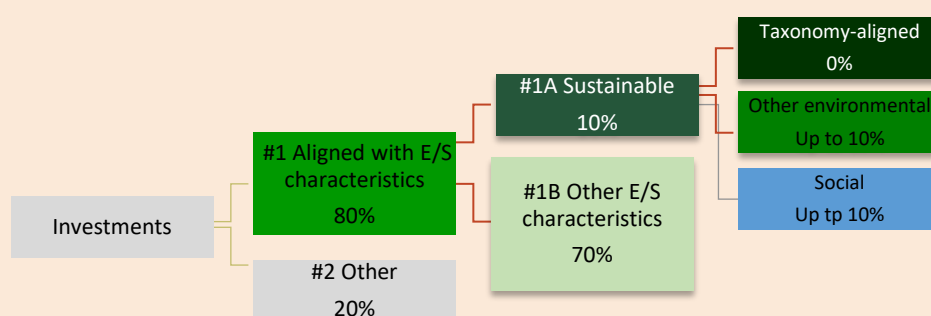 Investments
#1 Aligned with E/S
characteristics
80%
#2 Other
20%
#1A Sustainable
10%
#1B Other E/S
characteristics
70%
Taxonomy-aligned
0%
Other environmental
Up to 10%
Social
Up tp 10%